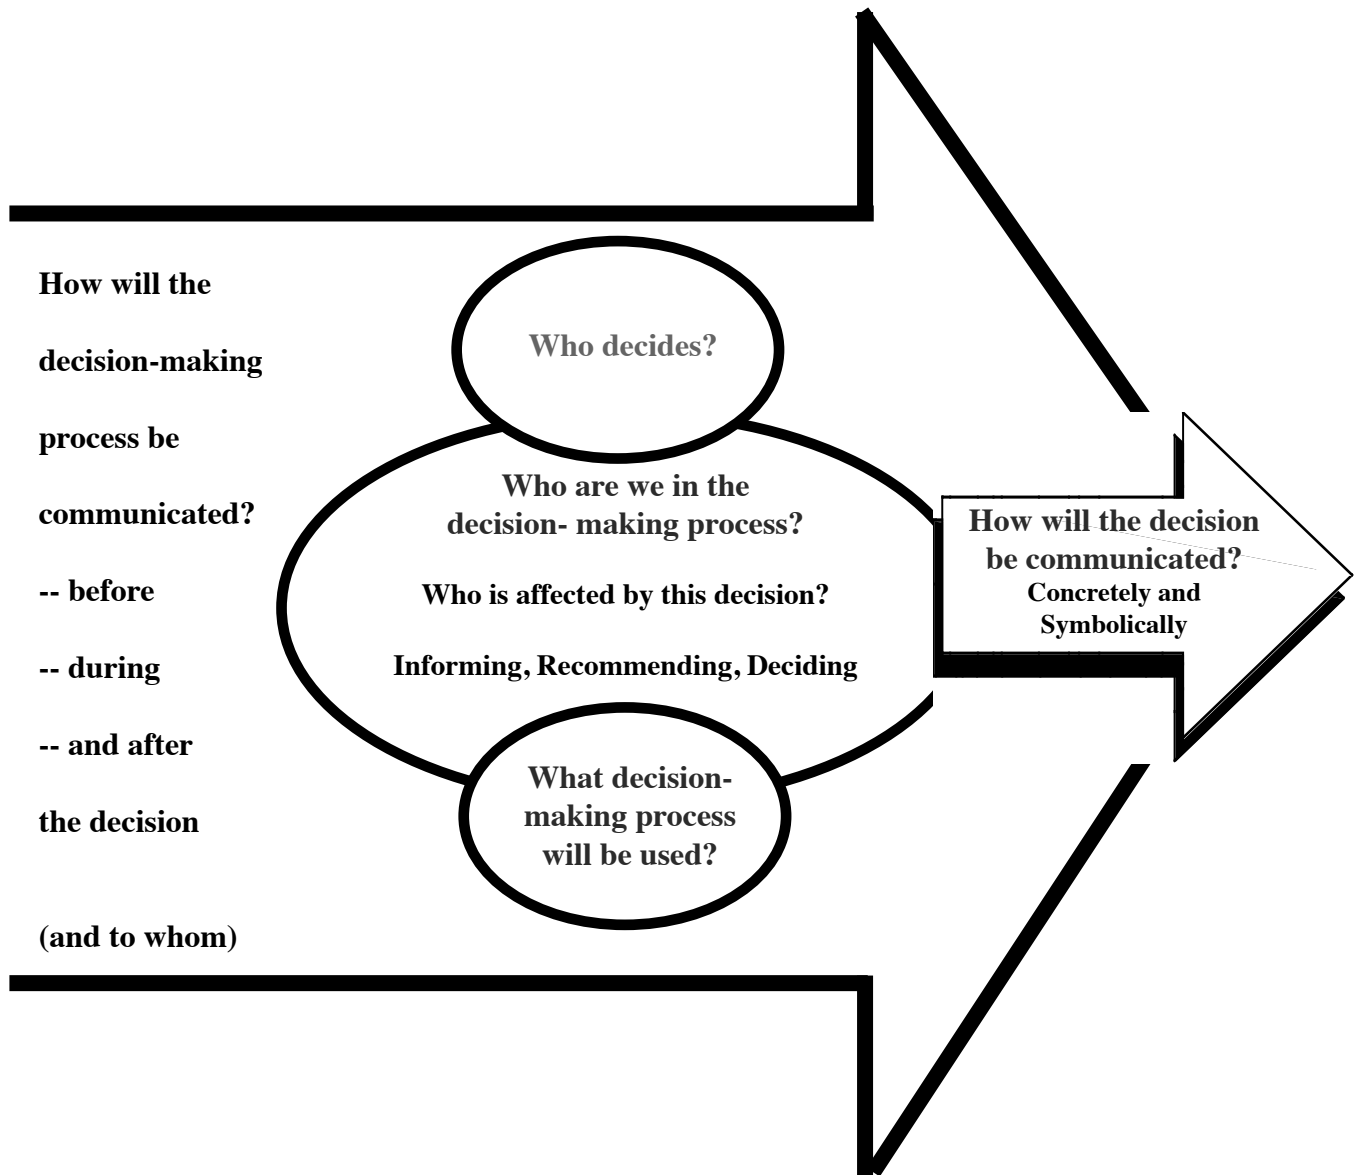 How will the
decision-making
process be
communicated?
-- before
-- during
-- and after
the decision
(and to whom)
Who decides?
Who are we in the
decision- making process?
Who is affected by this decision?
Informing, Recommending, Deciding
What decision-
making process
will be used?
How will the decision
be communicated?
Concretely and
Symbolically